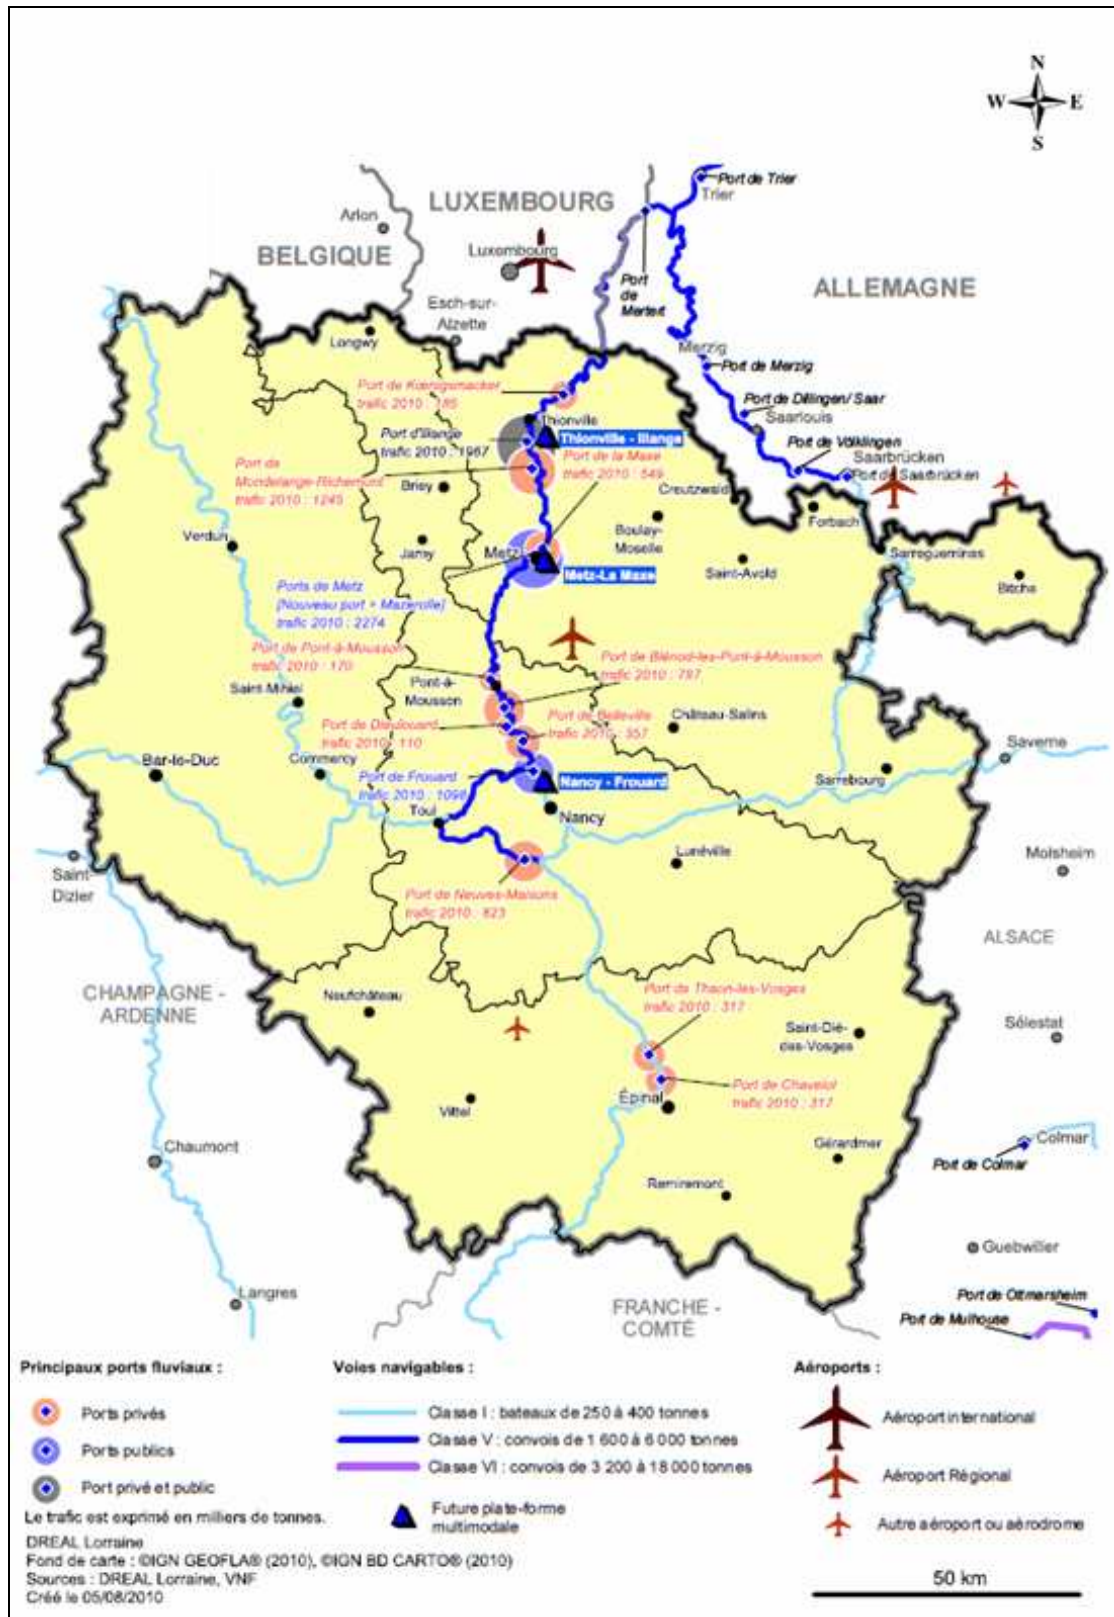 N
W E
S
Port de Trier
Trier
LUXEMBOURG
Arlon
BELGIQUE
Luxembourg
Port
de
Mertert
ALLEMAGNE
Esch-sur-
Alzette
Longwy
Merzig
Port de Merzig
Port de Kœnigsmacker
trafic 2010 : 185
Port de Dillingen/ Saar
Saarlouis
Thionville
Port d'Illange
trafic 2010 : 1967
Thionville - Illange
Port de Völklingen
Saarbrücken
Port de Saarbrücken
Port de la Maxe
trafic 2010 : 549
Port de
Mondelange-Richemont
trafic 2010 : 1245
Briey
Creutzwald
Forbach
Boulay-
Moselle
Verdun
Jarny
Metz
Saint-Avold
Sarreguemines
Bitche
Metz-La Maxe
Ports de Metz
(Nouveau port + Mazerolle)
trafic 2010 : 2274
Port de Pont-à-Mousson
trafic 2010 : 170
Port de Blénod-les-Pont-à-Mousson
trafic 2010 : 787
Saint-Mihiel
Pont-à-
Mousson
Château-Salins
Port de Dieulouard
trafic 2010 : 110
Port de Belleville
trafic 2010 : 357
Saverne
Bar-le-Duc
Commercy
Sarrebourg
Port de Frouard
trafic 2010 : 1098
Nancy - Frouard
Toul
Nancy
Lunéville
Molsheim
Saint-
Dizier
Port de Neuves-Maisons
trafic 2010 : 823
ALSACE
CHAMPAGNE -
ARDENNE
Neufchâteau
Port de Thaon-les-Vosges
trafic 2010 : 317
Saint-Dié-
des-Vosges
Sélestat
Port de Chavelot
trafic 2010 : 317
Épinal
Vittel
Chaumont
Gérardmer
Colmar
Port de Colmar
Remiremont
Guebwiller
Langres
FRANCHE -
COMTÉ
Port de Ottmarsheim
Port de Mulhouse
Principaux ports fluviaux :
Ports privés
Ports publics
Port privé et public
Le trafic est exprimé en milliers de tonnes.
DREAL Lorraine
Fond de carte : ©IGN GEOFLA® (2010), ©IGN BD CARTO® (2010)
Sources : DREAL Lorraine, VNF
Créé le 05/08/2010
Voies navigables :
Classe I : bateaux de 250 à 400 tonnes
Classe V : convois de 1 600 à 6 000 tonnes
Classe VI : convois de 3 200 à 18 000 tonnes
Future plate-forme
multimodale
Aéroports :
Aéroport international
Aéroport Régional
Autre aéroport ou aérodrome
50 km